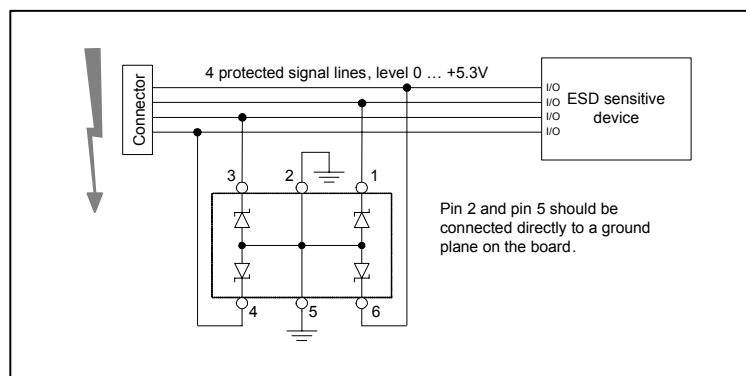 4 protected signal lines, level 0 … +5.3V
Connector
I/O
I/O
I/O
I/O
ESD sensitive
device
3
2
1
Pin 2 and pin 5 should be
connected directly to a ground
plane on the board.
4
5
6